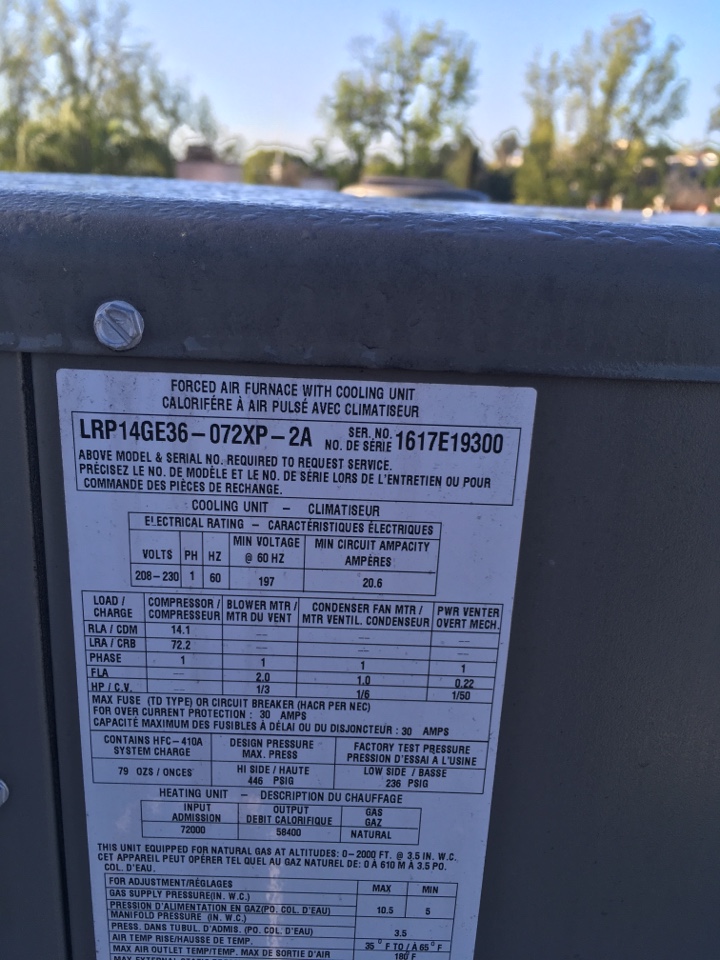 FORCED AIR FURNACE WITH COOLING UNIT
CALORIFÉRE À AIR PULSÉ AVEC CLIMATISEUR
LRP14GE36-072XP-2A SER. NO. NO. DE SÉRIE 1617E19300
ABOVE MODEL & SERIAL NO. REQUIRED TO REQUEST SERVICE.
PRÉCISEZ LE NO. DE MODÉLE ET LE NO. DE SÉRIE LORS DE L'ENTRETIEN OU POUR
COMMANDE DES PIÈCES DE RECHANGE.
COOLING UNIT - CLIMATISEUR
ELECTRICAL RATING - CARACTÉRISTIQUES ÉLECTRIQUES
VOLTS PH HZ MIN VOLTAGE @ 60 HZ MIN CIRCUIT AMPACITY AMPÉRES
208-230 1 60 197 20.6
LOAD / CHARGE COMPRESSOR / COMPRESSEUR BLOWER MTR / MTR DU VENT CONDENSER FAN MTR / MTR VENTIL. CONDENSEUR PWR VENTER OVERT MECH.
RLA / CDM 14.1 — — —
LRA / CRB 72.2 — — —
PHASE 1 1 1 1
FLA 2.0 1.0 0.22
HP / C.V. 1/3 1/6 1/50
MAX FUSE (TD TYPE) OR CIRCUIT BREAKER (HACR PER NEC)
FOR OVER CURRENT PROTECTION : 30 AMPS
CAPACITÉ MAXIMUM DES FUSIBLES À DÉLAI OU DU DISJONCTEUR : 30 AMPS
CONTAINS HFC-410A SYSTEM CHARGE DESIGN PRESSURE MAX. PRESS FACTORY TEST PRESSURE PRESSION D'ESSAI A L'USINE
79 OZS / ONCES HI SIDE / HAUTE 446 PSIG LOW SIDE / BASSE 236 PSIG
HEATING UNIT - DESCRIPTION DU CHAUFFAGE
INPUT ADMISSION OUTPUT DEBIT CALORIFIQUE GAS GAZ
72000 58400 NATURAL
THIS UNIT EQUIPPED FOR NATURAL GAS AT ALTITUDES: 0-2000 FT. @ 3.5 IN. W.C.
CET APPAREIL PEUT OPÉRER TEL QUEL AU GAZ NATUREL DE: 0 À 610 M À 3.5 PO.
COL. D'EAU.
FOR ADJUSTMENT/RÉGLAGES MAX MIN
GAS SUPPLY PRESSURE(IN. W.C.)
PRESSION D'ALIMENTATION EN GAZ(PO. COL. D'EAU) 10.5 5
MANIFOLD PRESSURE (IN. W.C.)
PRESS. DANS TUBUL. D'ADMIS. (PO. COL. D'EAU) 3.5
AIR TEMP RISE/HAUSSE DE TEMP. 35 °F TO / À 65 °F
MAX AIR OUTLET TEMP/TEMP. MAX DE SORTIE D'AIR 180°F